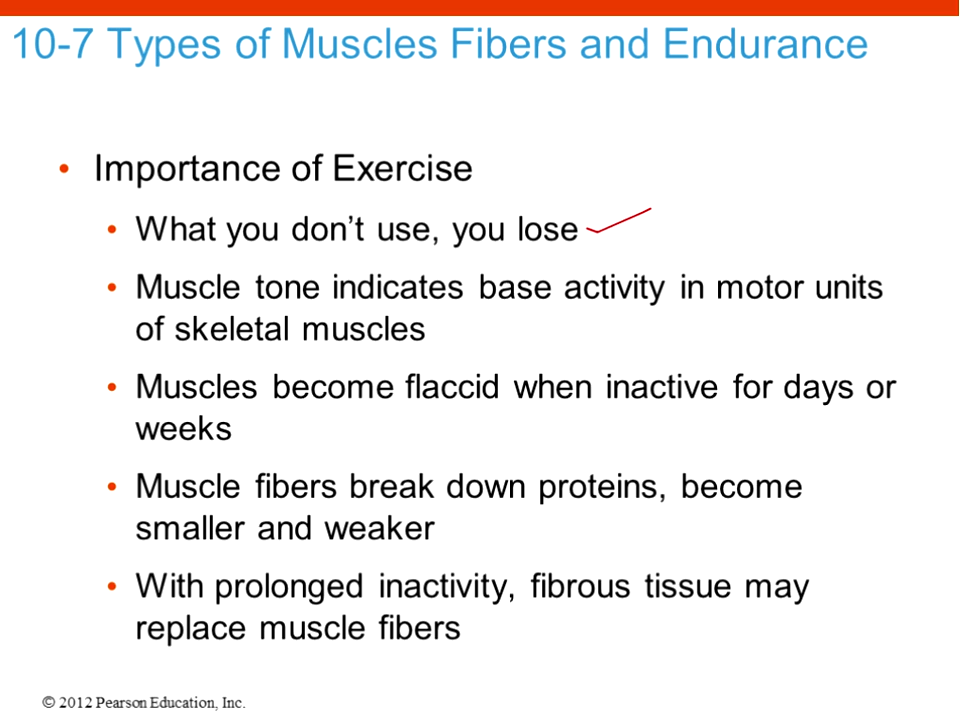 10-7 Types of Muscles Fibers and Endurance
• Importance of Exercise
• What you don’t use, you lose
• Muscle tone indicates base activity in motor units
of skeletal muscles
• Muscles become flaccid when inactive for days or
weeks
• Muscle fibers break down proteins, become
smaller and weaker
• With prolonged inactivity, fibrous tissue may
replace muscle fibers
© 2012 Pearson Education, Inc.